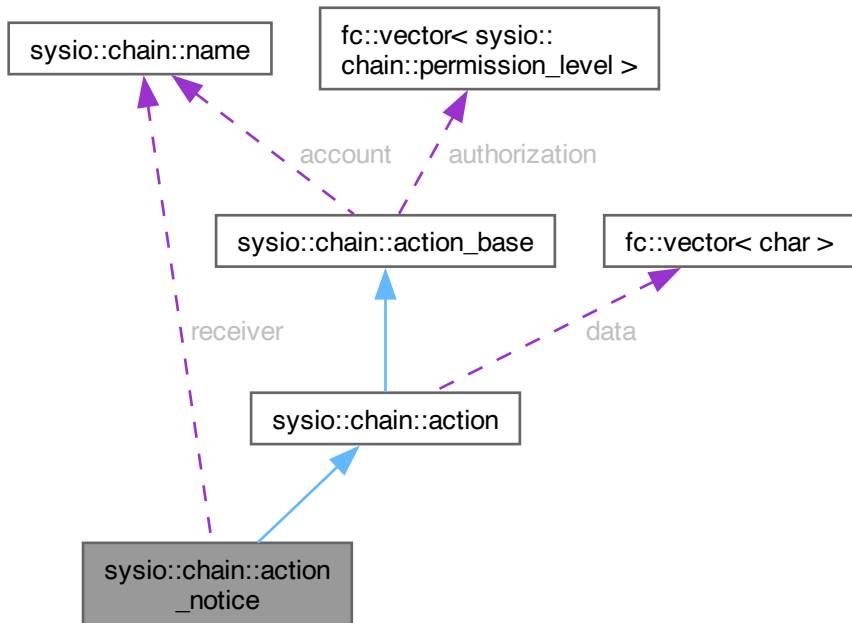 sysio::chain::name
fc::vector< sysio::
chain::permission_level >
account
authorization
sysio::chain::action_base
fc::vector< char >
receiver
data
sysio::chain::action
sysio::chain::action
_notice